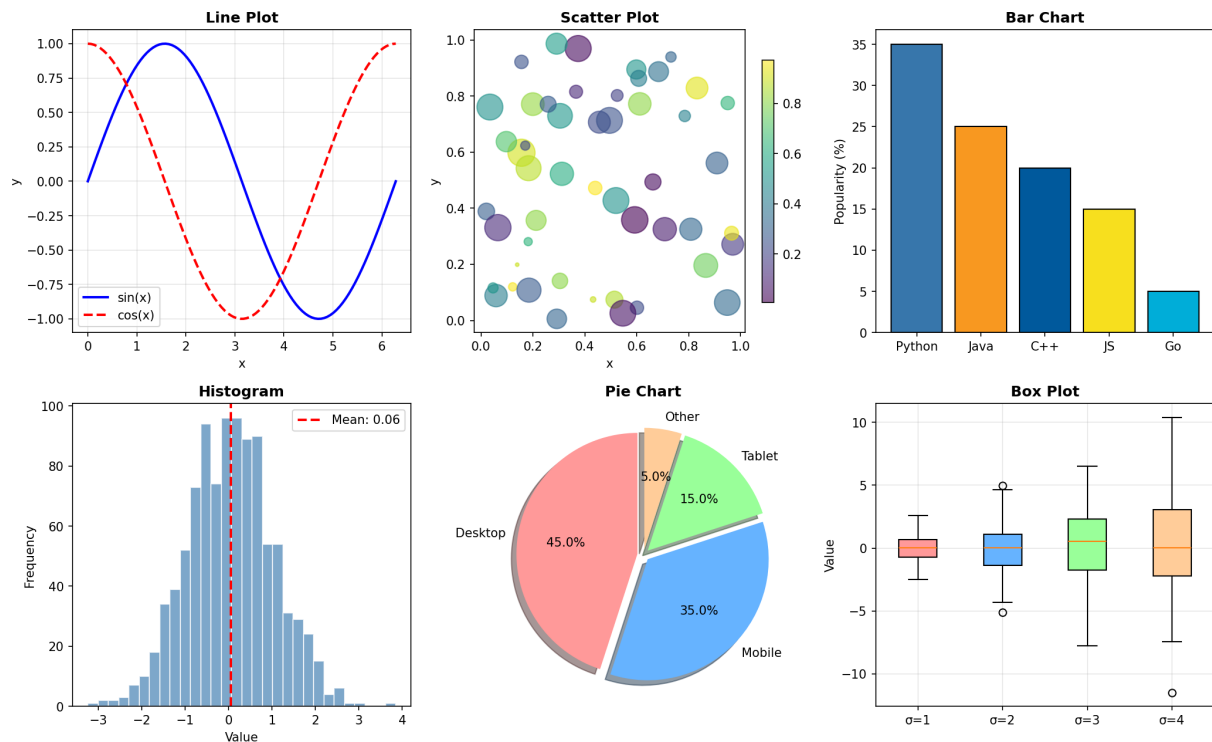 Line Plot
1.00
0.75
0.50
0.25
0.00
−0.25
−0.50
−0.75
−1.00
y
sin(x)
cos(x)
0 1 2 3 4 5 6
x
Scatter Plot
1.0
0.8
0.6
0.4
0.2
0.0
y
0.0 0.2 0.4 0.6 0.8 1.0
x
0.8
0.6
0.4
0.2
Bar Chart
35
30
25
20
15
10
5
0
Popularity (%)
Python Java C++ JS Go
Histogram
100
80
60
40
20
0
Frequency
Mean: 0.06
−3 −2 −1 0 1 2 3 4
Value
Pie Chart
Other
5.0%
Tablet
15.0%
Desktop
45.0%
35.0%
Mobile
Box Plot
10
5
0
−5
−10
Value
σ=1 σ=2 σ=3 σ=4